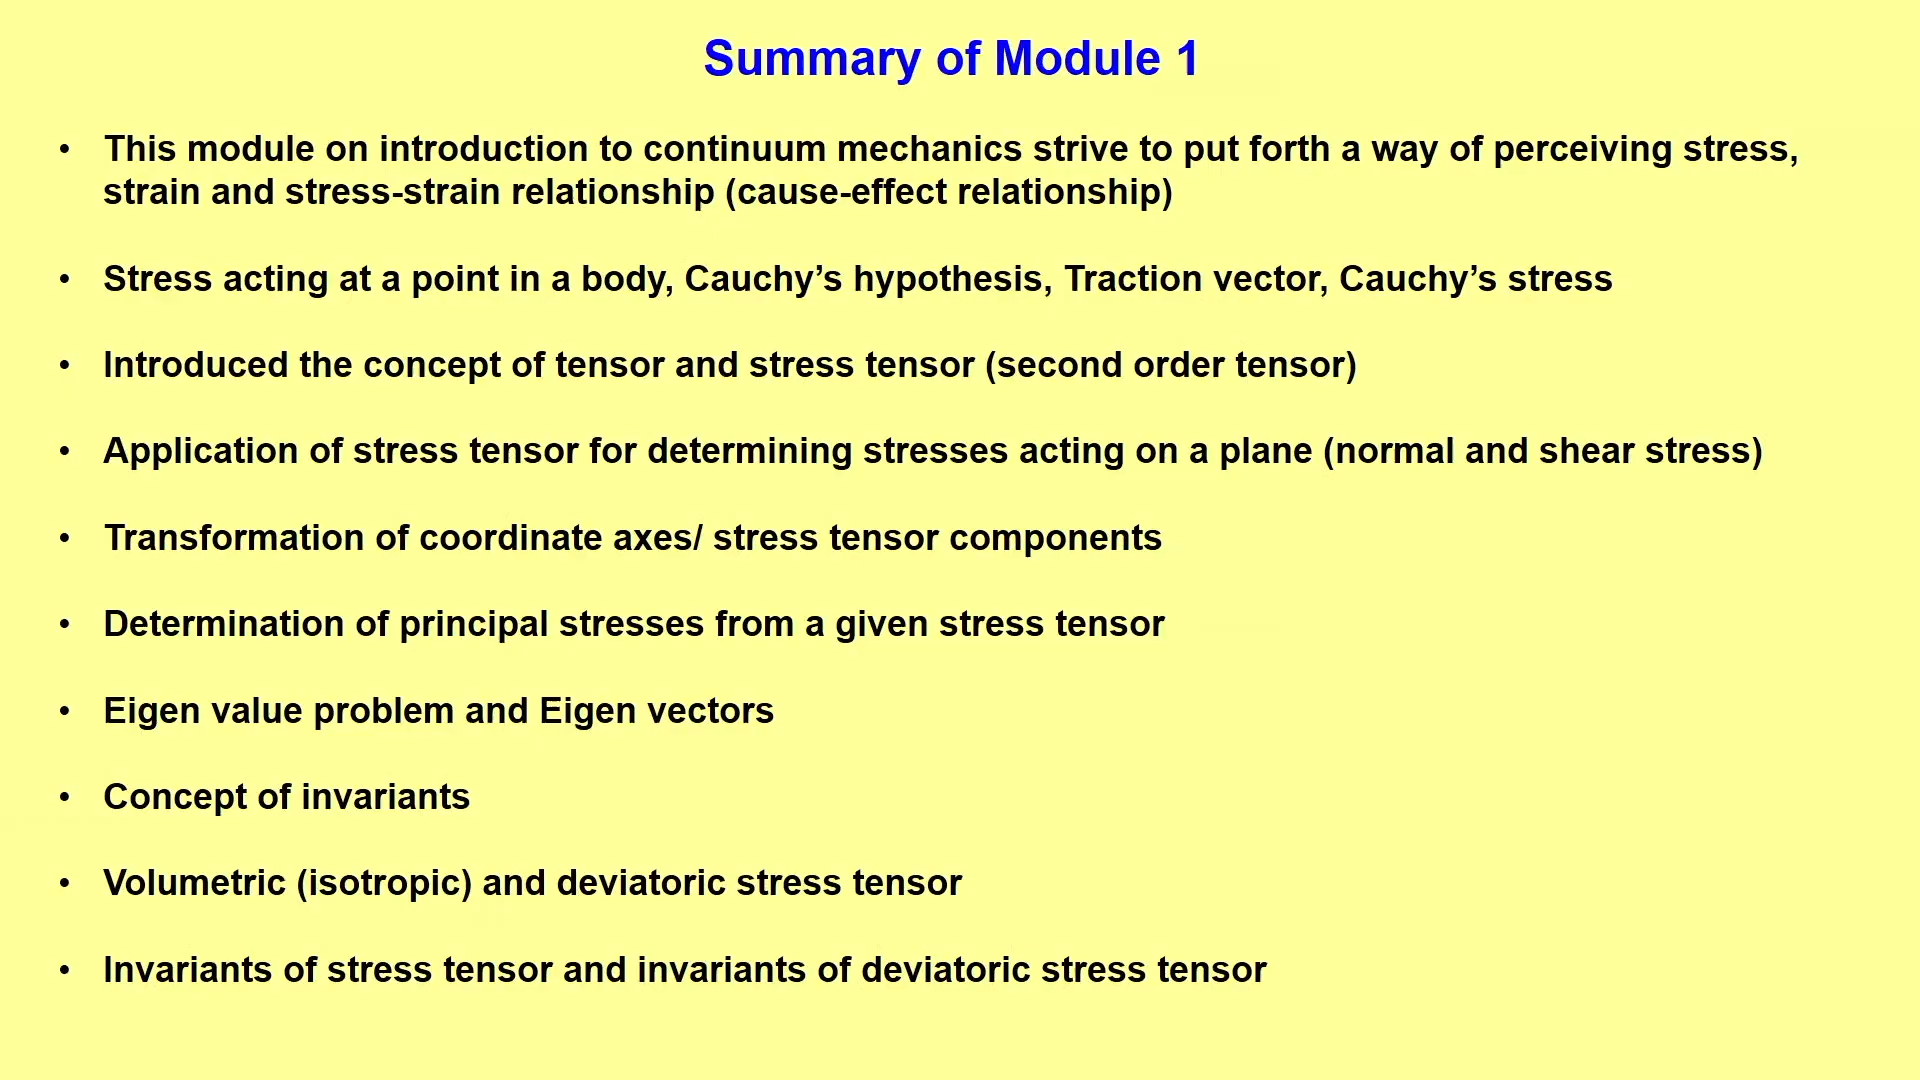 Summary of Module 1
• This module on introduction to continuum mechanics strive to put forth a way of perceiving stress,
strain and stress-strain relationship (cause-effect relationship)
• Stress acting at a point in a body, Cauchy’s hypothesis, Traction vector, Cauchy’s stress
• Introduced the concept of tensor and stress tensor (second order tensor)
• Application of stress tensor for determining stresses acting on a plane (normal and shear stress)
• Transformation of coordinate axes/ stress tensor components
• Determination of principal stresses from a given stress tensor
• Eigen value problem and Eigen vectors
• Concept of invariants
• Volumetric (isotropic) and deviatoric stress tensor
• Invariants of stress tensor and invariants of deviatoric stress tensor